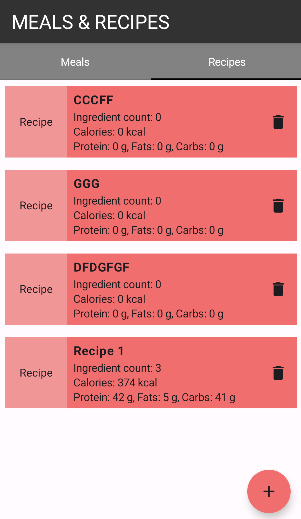 MEALS & RECIPES
Meals
Recipes
Recipe
CCCFF
Ingredient count: 0
Calories: 0 kcal
Protein: 0 g, Fats: 0 g, Carbs: 0 g
Recipe
GGG
Ingredient count: 0
Calories: 0 kcal
Protein: 0 g, Fats: 0 g, Carbs: 0 g
Recipe
DFDGFGF
Ingredient count: 0
Calories: 0 kcal
Protein: 0 g, Fats: 0 g, Carbs: 0 g
Recipe
Recipe 1
Ingredient count: 3
Calories: 374 kcal
Protein: 42 g, Fats: 5 g, Carbs: 41 g
+